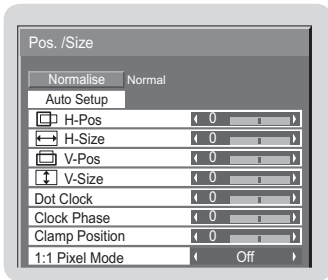 Pos. /Size
Normalise Normal
Auto Setup
H-Pos 0
H-Size 0
V-Pos 0
V-Size 0
Dot Clock 0
Clock Phase 0
Clamp Position 0
1:1 Pixel Mode Off